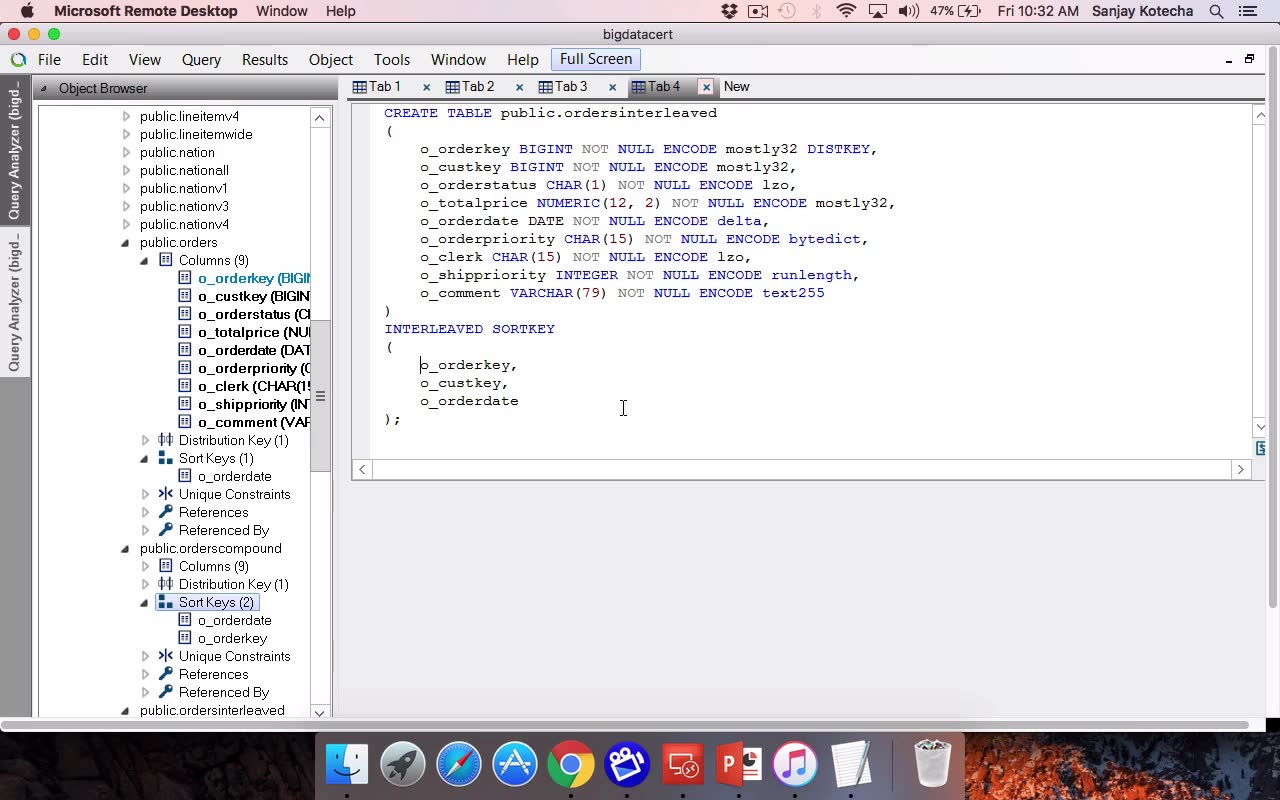 Microsoft Remote Desktop Window Help 47% Fri 10:32 AM Sanjay Kotecha
bigdatacert
File Edit View Query Results Object Tools Window Help Full Screen
Query Analyzer (bigd...
Query Analyzer (bigd...
Object Browser
public.lineitemv4
public.lineitemwide
public.nation
public.nationall
public.nationv1
public.nationv3
public.nationv4
public.orders
Columns (9)
o_orderkey (BIGIN
o_custkey (BIGIN
o_orderstatus (C
o_totalprice (NU
o_orderdate (DAT
o_orderpriority (
o_clerk (CHAR(15
o_shippriority (IN
o_comment (VAR
Distribution Key (1)
Sort Keys (1)
o_orderdate
Unique Constraints
References
Referenced By
public.orderscompound
Columns (9)
Distribution Key (1)
Sort Keys (2)
o_orderdate
o_orderkey
Unique Constraints
References
Referenced By
public.ordersinterleaved
Tab 1 Tab 2 Tab 3 Tab 4 New
CREATE TABLE public.ordersinterleaved
(
o_orderkey BIGINT NOT NULL ENCODE mostly32 DISTKEY,
o_custkey BIGINT NOT NULL ENCODE mostly32,
o_orderstatus CHAR(1) NOT NULL ENCODE lzo,
o_totalprice NUMERIC(12, 2) NOT NULL ENCODE mostly32,
o_orderdate DATE NOT NULL ENCODE delta,
o_orderpriority CHAR(15) NOT NULL ENCODE bytedict,
o_clerk CHAR(15) NOT NULL ENCODE lzo,
o_shippriority INTEGER NOT NULL ENCODE runlength,
o_comment VARCHAR(79) NOT NULL ENCODE text255
)
INTERLEAVED SORTKEY
(
o_orderkey,
o_custkey,
o_orderdate
);